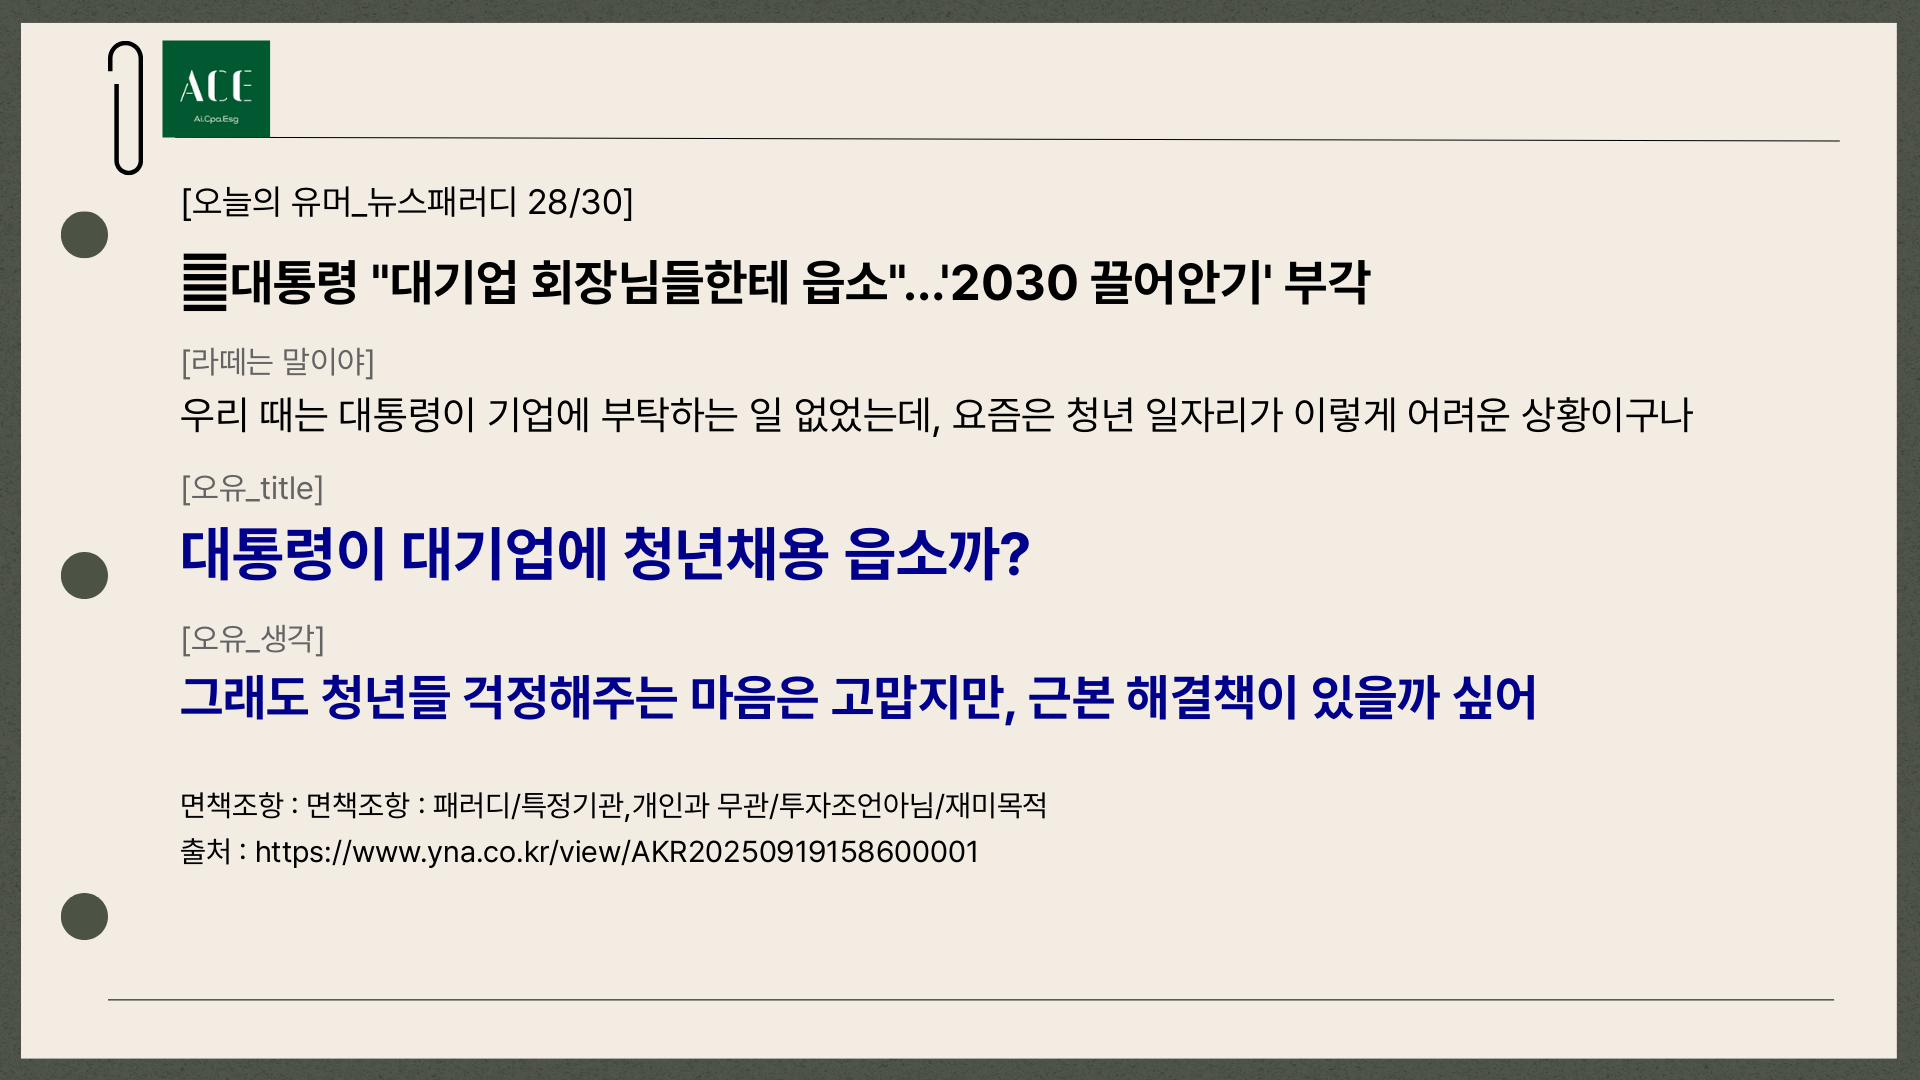 ACE
Ai.Cpa.Esg
[오늘의 유머_뉴스패러디 28/30]
대통령 "대기업 회장님들한테 읍소"...'2030 끌어안기' 부각
[라떼는 말이야]
우리 때는 대통령이 기업에 부탁하는 일 없었는데, 요즘은 청년 일자리가 이렇게 어려운 상황이구나
[오유_title]
대통령이 대기업에 청년채용 읍소까?
[오유_생각]
그래도 청년들 걱정해주는 마음은 고맙지만, 근본 해결책이 있을까 싶어
면책조항 : 면책조항 : 패러디/특정기관,개인과 무관/투자조언아님/재미목적
출처 : https://www.yna.co.kr/view/AKR20250919158600001